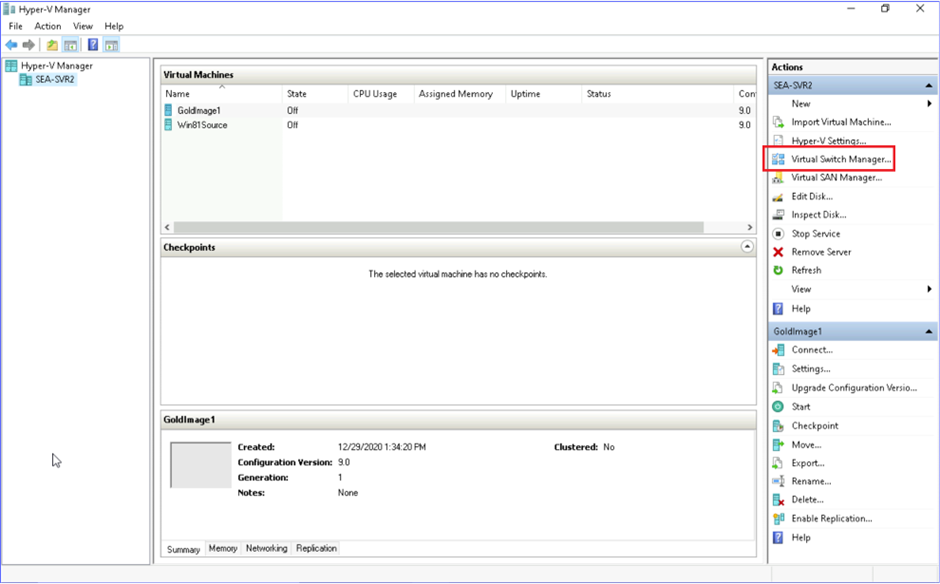 Hyper-V Manager
File Action View Help
Hyper-V Manager
SEA-SVR2
Virtual Machines
Name State CPU Usage Assigned Memory Uptime Status Con
GoldImage1 Off 9.0
Win81Source Off 9.0
Checkpoints
The selected virtual machine has no checkpoints.
GoldImage1
Created: 12/29/2020 1:34:20 PM Clustered: No
Configuration Version: 9.0
Generation: 1
Notes: None
Summary Memory Networking Replication
Actions
SEA-SVR2
New
Import Virtual Machine...
Hyper-V Settings...
Virtual Switch Manager...
Virtual SAN Manager...
Edit Disk...
Inspect Disk...
Stop Service
Remove Server
Refresh
View
Help
GoldImage1
Connect...
Settings...
Upgrade Configuration Versio...
Start
Checkpoint
Move...
Export...
Rename...
Delete...
Enable Replication...
Help